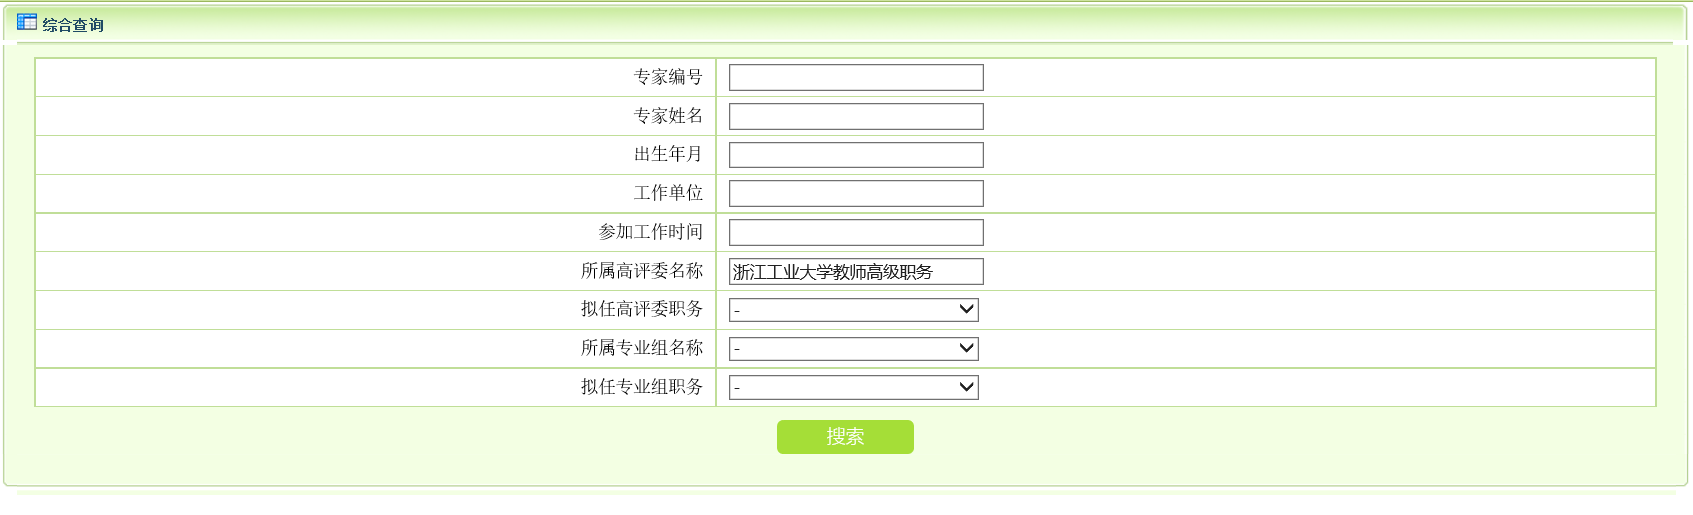 综合查询
专家编号
专家姓名
出生年月
工作单位
参加工作时间
所属高评委名称 浙江工业大学教师高级职务
拟任高评委职务 -
所属专业组名称 -
拟任专业组职务 -
搜索